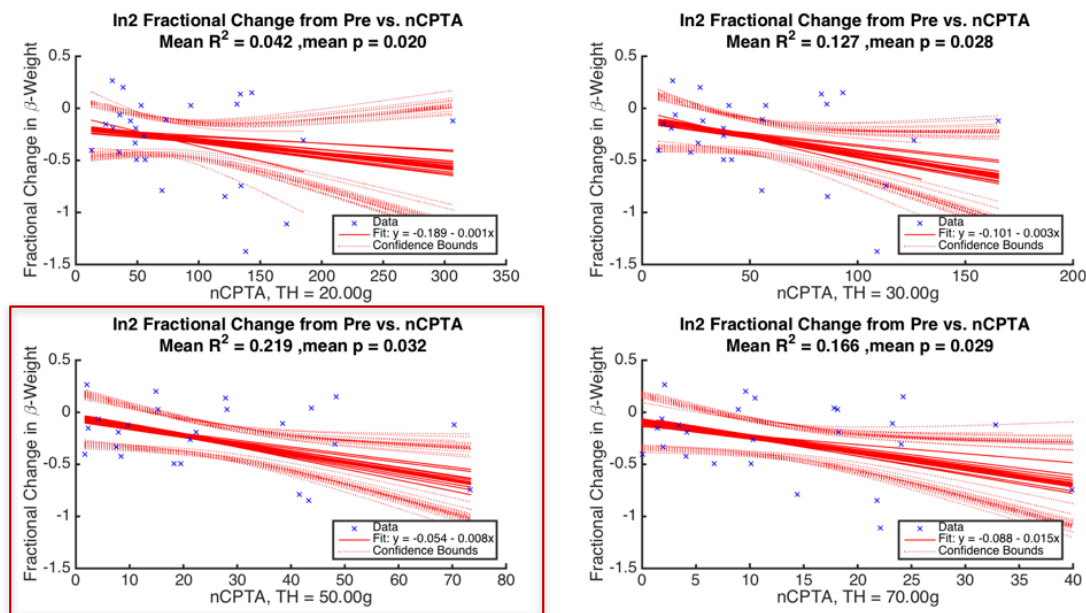 In2 Fractional Change from Pre vs. nCPTA
Mean R² = 0.042 ,mean p = 0.020
Fractional Change in β-Weight
0.5
0
-0.5
-1
-1.5
0 50 100 150 200 250 300 350
nCPTA, TH = 20.00g
Data
Fit: y = -0.189 - 0.001x
Confidence Bounds
In2 Fractional Change from Pre vs. nCPTA
Mean R² = 0.127 ,mean p = 0.028
Fractional Change in β-Weight
0.5
0
-0.5
-1
-1.5
0 50 100 150 200
nCPTA, TH = 30.00g
Data
Fit: y = -0.101 - 0.003x
Confidence Bounds
In2 Fractional Change from Pre vs. nCPTA
Mean R² = 0.219 ,mean p = 0.032
Fractional Change in β-Weight
0.5
0
-0.5
-1
-1.5
0 10 20 30 40 50 60 70 80
nCPTA, TH = 50.00g
Data
Fit: y = -0.054 - 0.008x
Confidence Bounds
In2 Fractional Change from Pre vs. nCPTA
Mean R² = 0.166 ,mean p = 0.029
Fractional Change in β-Weight
0.5
0
-0.5
-1
-1.5
0 5 10 15 20 25 30 35 40
nCPTA, TH = 70.00g
Data
Fit: y = -0.088 - 0.015x
Confidence Bounds